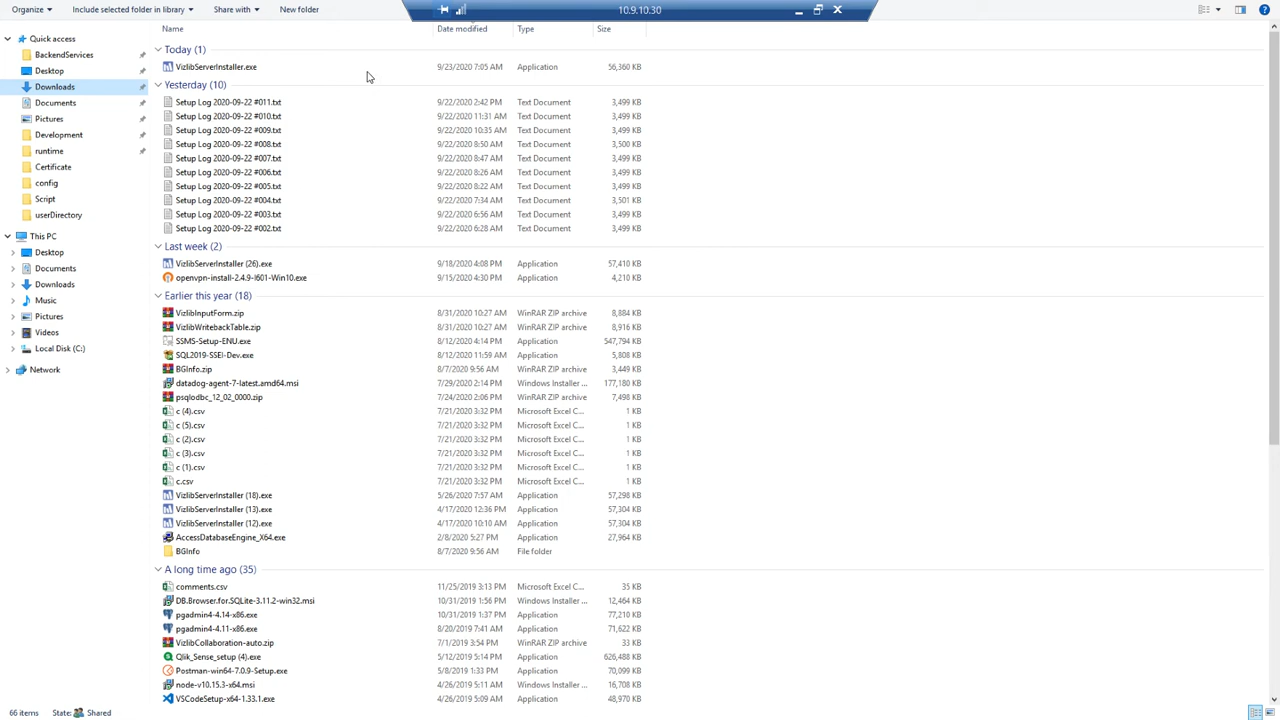 Organize Include selected folder in library Share with New folder 10.9.10.30
Name Date modified Type Size
Quick access
BackendServices
Desktop
Downloads
Documents
Pictures
Development
runtime
Certificate
config
Script
userDirectory
This PC
Desktop
Documents
Downloads
Music
Pictures
Videos
Local Disk (C:)
Network
Today (1)
VizlibServerInstaller.exe 9/23/2020 7:05 AM Application 56,360 KB
Yesterday (10)
Setup Log 2020-09-22 #011.txt 9/22/2020 2:42 PM Text Document 3,499 KB
Setup Log 2020-09-22 #010.txt 9/22/2020 11:31 AM Text Document 3,499 KB
Setup Log 2020-09-22 #009.txt 9/22/2020 10:35 AM Text Document 3,499 KB
Setup Log 2020-09-22 #008.txt 9/22/2020 8:50 AM Text Document 3,500 KB
Setup Log 2020-09-22 #007.txt 9/22/2020 8:47 AM Text Document 3,499 KB
Setup Log 2020-09-22 #006.txt 9/22/2020 8:26 AM Text Document 3,499 KB
Setup Log 2020-09-22 #005.txt 9/22/2020 8:22 AM Text Document 3,499 KB
Setup Log 2020-09-22 #004.txt 9/22/2020 7:34 AM Text Document 3,501 KB
Setup Log 2020-09-22 #003.txt 9/22/2020 6:56 AM Text Document 3,499 KB
Setup Log 2020-09-22 #002.txt 9/22/2020 6:28 AM Text Document 3,499 KB
Last week (2)
VizlibServerInstaller (26).exe 9/18/2020 4:08 PM Application 57,410 KB
openvpn-install-2.4.9-I601-Win10.exe 9/15/2020 4:30 PM Application 4,210 KB
Earlier this year (18)
VizlibInputForm.zip 8/31/2020 10:27 AM WinRAR ZIP archive 8,884 KB
VizlibWritebackTable.zip 8/31/2020 10:27 AM WinRAR ZIP archive 8,916 KB
SSMS-Setup-ENU.exe 8/12/2020 4:14 PM Application 547,794 KB
SQL2019-SSEI-Dev.exe 8/12/2020 11:59 AM Application 5,808 KB
BGInfo.zip 8/7/2020 9:56 AM WinRAR ZIP archive 3,449 KB
datadog-agent-7-latest.amd64.msi 7/29/2020 2:14 PM Windows Installer ... 177,180 KB
psqlodbc_12_02_0000.zip 7/24/2020 2:06 PM WinRAR ZIP archive 7,498 KB
c (4).csv 7/21/2020 3:32 PM Microsoft Excel C... 1 KB
c (5).csv 7/21/2020 3:32 PM Microsoft Excel C... 1 KB
c (2).csv 7/21/2020 3:32 PM Microsoft Excel C... 1 KB
c (3).csv 7/21/2020 3:32 PM Microsoft Excel C... 1 KB
c (1).csv 7/21/2020 3:32 PM Microsoft Excel C... 1 KB
c.csv 7/21/2020 3:32 PM Microsoft Excel C... 1 KB
VizlibServerInstaller (18).exe 5/26/2020 7:57 AM Application 57,298 KB
VizlibServerInstaller (13).exe 4/17/2020 12:36 PM Application 57,304 KB
VizlibServerInstaller (12).exe 4/17/2020 10:10 AM Application 57,304 KB
AccessDatabaseEngine_X64.exe 2/8/2020 5:27 PM Application 27,964 KB
BGInfo 8/7/2020 9:56 AM File folder
A long time ago (35)
comments.csv 11/25/2019 3:13 PM Microsoft Excel C... 35 KB
DB.Browser.for.SQLite-3.11.2-win32.msi 10/31/2019 1:56 PM Windows Installer ... 12,464 KB
pgadmin4-4.14-x86.exe 10/31/2019 1:37 PM Application 77,210 KB
pgadmin4-4.11-x86.exe 8/20/2019 7:41 AM Application 71,622 KB
VizlibCollaboration-auto.zip 7/1/2019 3:54 PM WinRAR ZIP archive 33 KB
Qlik_Sense_setup (4).exe 5/12/2019 5:14 PM Application 626,488 KB
Postman-win64-7.0.9-Setup.exe 5/8/2019 1:33 PM Application 70,099 KB
node-v10.15.3-x64.msi 4/26/2019 5:11 AM Windows Installer ... 16,708 KB
VSCodeSetup-x64-1.33.1.exe 4/26/2019 5:09 AM Application 48,970 KB
66 items State: Shared